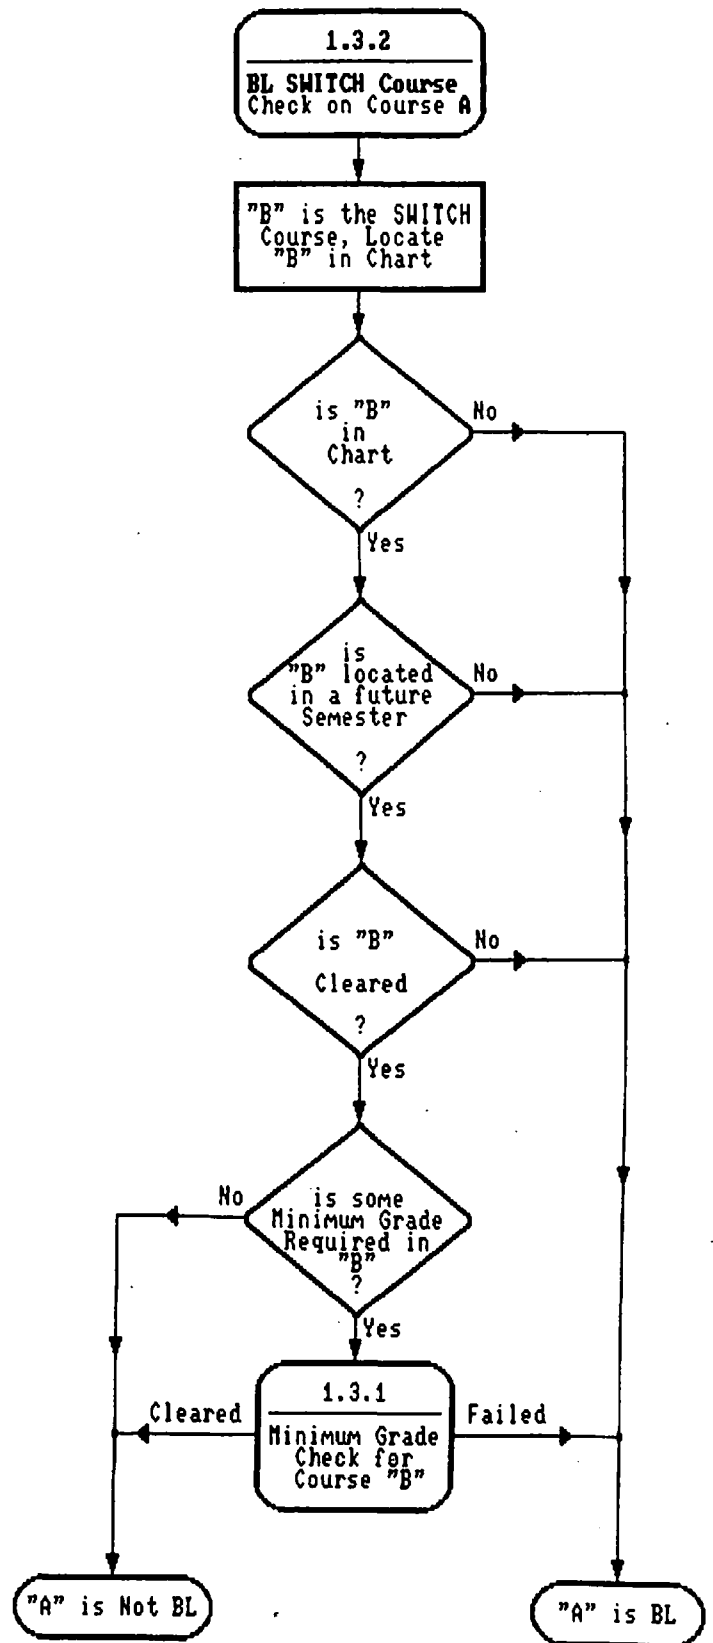 1.3.2
BL SWITCH Course
Check on Course A
"B" is the SWITCH
Course, Locate
"B" in Chart
is "B"
in
Chart
?
No
Yes
is
"B" located
in a future
Semester
?
No
Yes
is "B"
Cleared
?
No
Yes
is some
Minimum Grade
Required in
"B"
?
No
Yes
1.3.1
Minimum Grade
Check for
Course "B"
Cleared
Failed
"A" is Not BL
"A" is BL